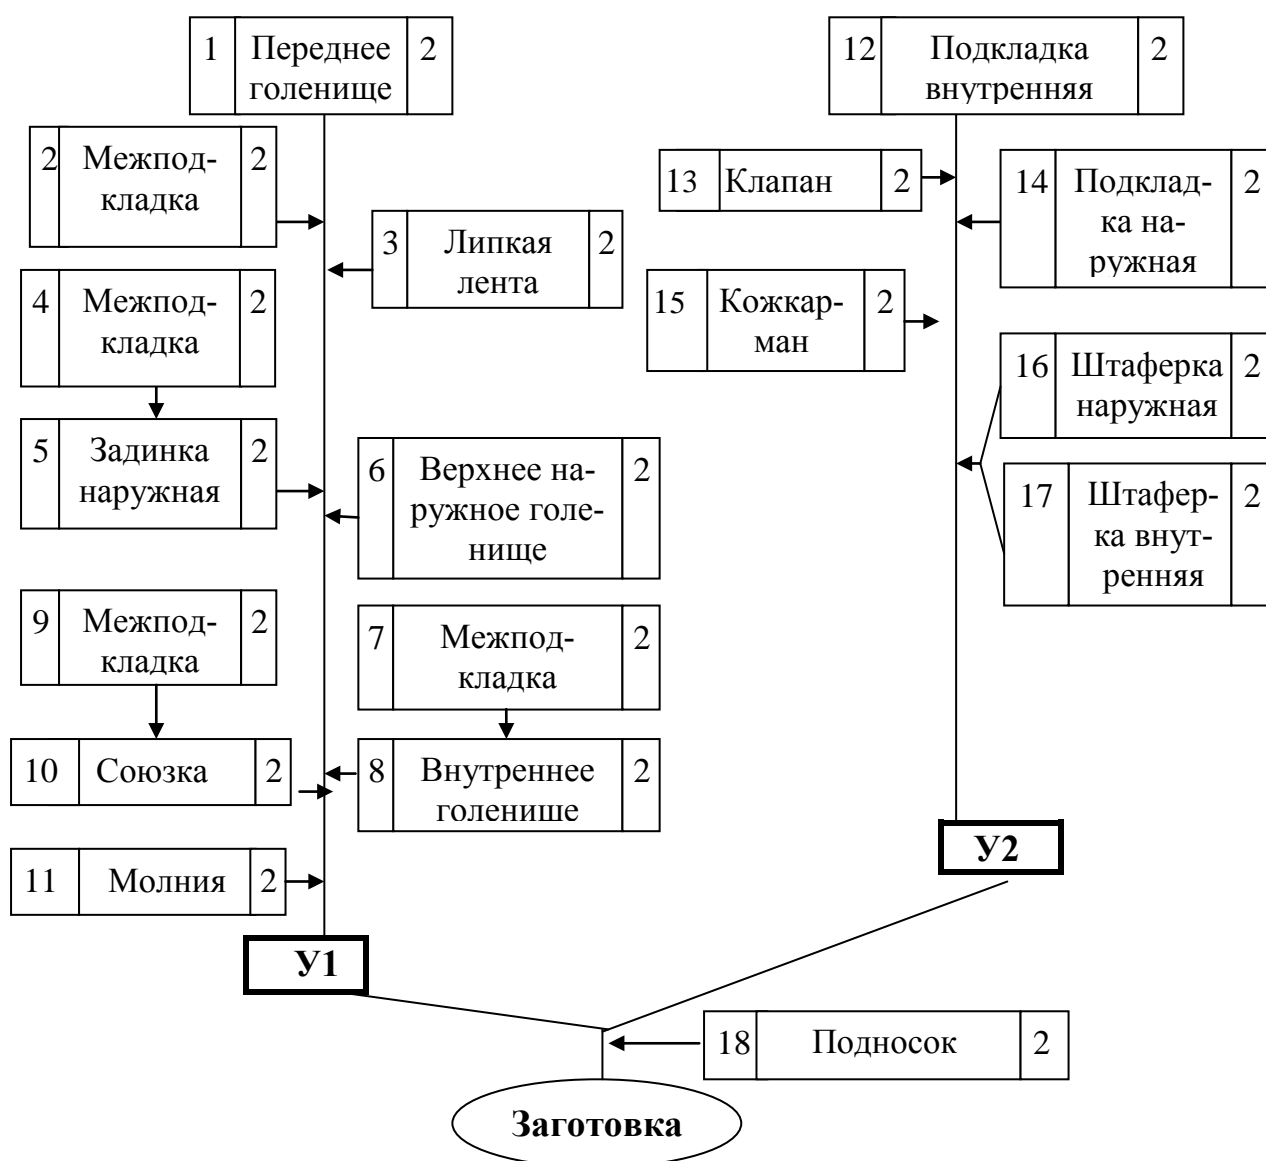 1 Переднее 2
голенище
2 Межпод- 2
кладка
3 Липкая 2
лента
4 Межпод- 2
кладка
5 Задинка 2
наружная
6 Верхнее на- 2
ружное голе-
нище
9 Межпод- 2
кладка
7 Межпод- 2
кладка
10 Союзка 2
8 Внутреннее 2
голенише
11 Молния 2
У1
12 Подкладка 2
внутренняя
13 Клапан 2
14 Подклад- 2
ка на-
ружная
15 Кожкар- 2
ман
16 Штаферка 2
наружная
17 Штафер- 2
ка внут-
ренняя
У2
18 Подносок 2
Заготовка